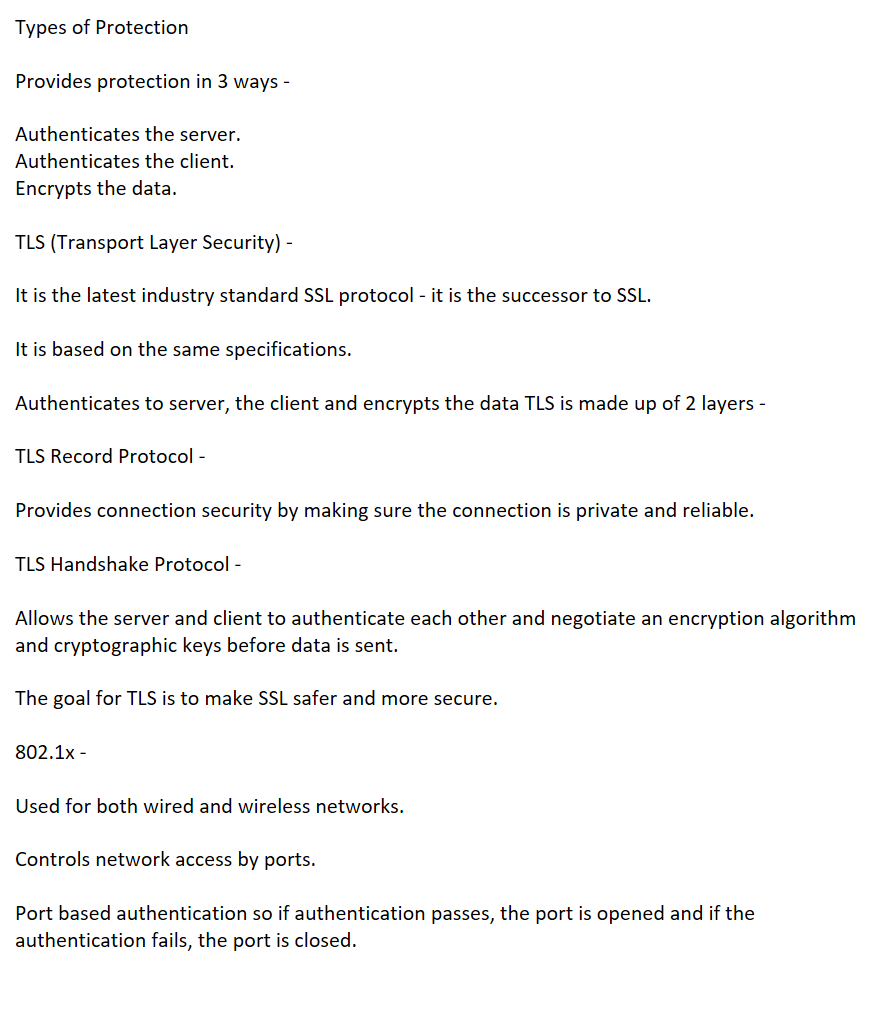 Types of Protection
Provides protection in 3 ways -
Authenticates the server.
Authenticates the client.
Encrypts the data.
TLS (Transport Layer Security) -
It is the latest industry standard SSL protocol - it is the successor to SSL.
It is based on the same specifications.
Authenticates to server, the client and encrypts the data TLS is made up of 2 layers -
TLS Record Protocol -
Provides connection security by making sure the connection is private and reliable.
TLS Handshake Protocol -
Allows the server and client to authenticate each other and negotiate an encryption algorithm
and cryptographic keys before data is sent.
The goal for TLS is to make SSL safer and more secure.
802.1x -
Used for both wired and wireless networks.
Controls network access by ports.
Port based authentication so if authentication passes, the port is opened and if the
authentication fails, the port is closed.